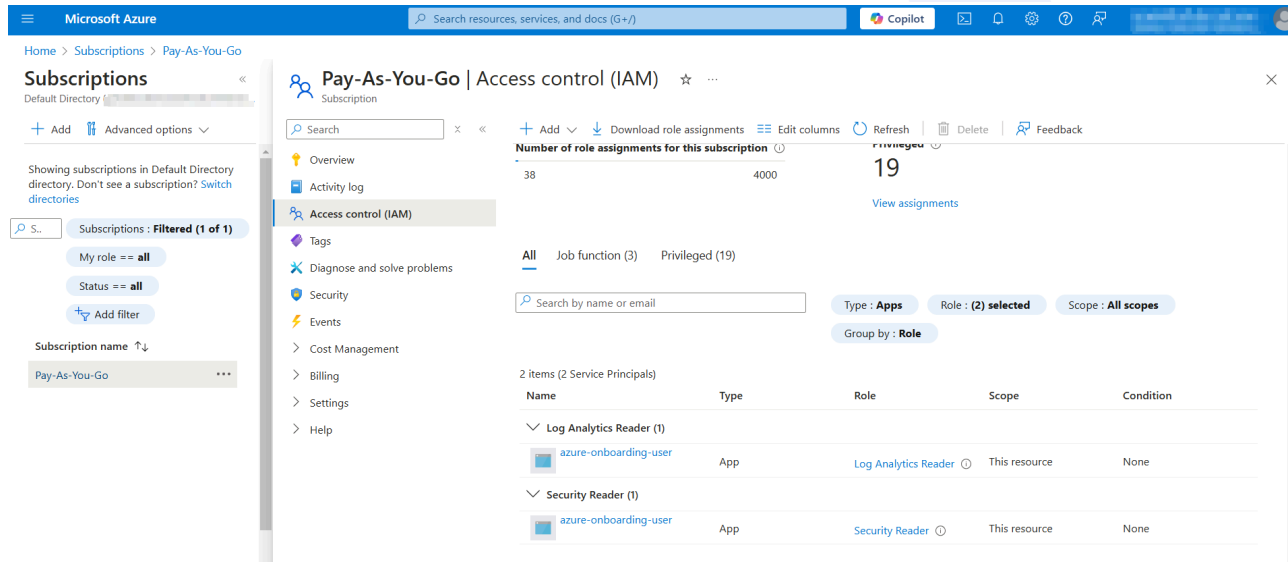 Microsoft Azure
Search resources, services, and docs (G+/)
Copilot
Home > Subscriptions > Pay-As-You-Go
Subscriptions
Default Directory (
Add
Advanced options
Showing subscriptions in Default Directory
directory. Don't see a subscription? Switch
directories
S..
Subscriptions : Filtered (1 of 1)
My role == all
Status == all
Add filter
Subscription name ↑↓
Pay-As-You-Go
Pay-As-You-Go | Access control (IAM)
Subscription
Search
Overview
Activity log
Access control (IAM)
Tags
Diagnose and solve problems
Security
Events
Cost Management
Billing
Settings
Help
Add
Download role assignments
Edit columns
Refresh
Delete
Feedback
Number of role assignments for this subscription
38 4000
Privileged
19
View assignments
All Job function (3) Privileged (19)
Search by name or email
Type : Apps
Role : (2) selected
Scope : All scopes
Group by : Role
2 items (2 Service Principals)
Name Type Role Scope Condition
Log Analytics Reader (1)
azure-onboarding-user App Log Analytics Reader This resource None
Security Reader (1)
azure-onboarding-user App Security Reader This resource None